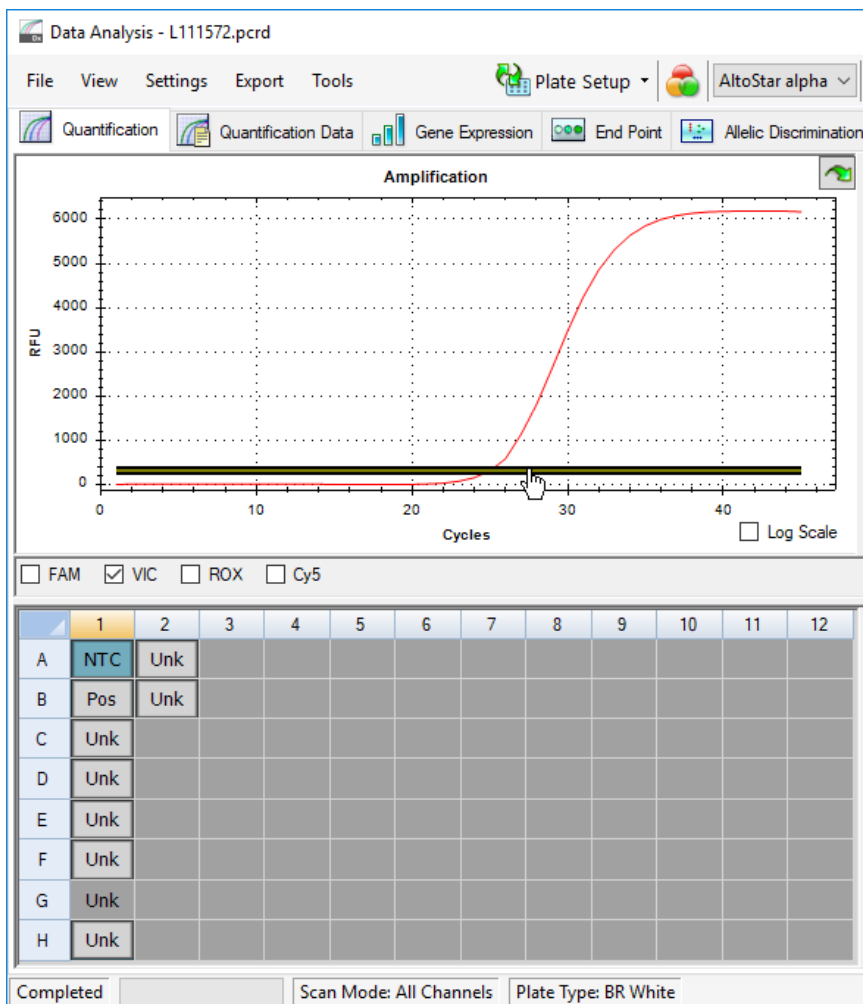 Data Analysis - L111572.pcrd
File View Settings Export Tools Plate Setup AltoStar alpha
Quantification Quantification Data Gene Expression End Point Allelic Discrimination
Amplification
6000
5000
4000
3000
2000
1000
0
RFU
0 10 20 30 40
Cycles
Log Scale
FAM VIC ROX Cy5
1 2 3 4 5 6 7 8 9 10 11 12
A NTC Unk
B Pos Unk
C Unk
D Unk
E Unk
F Unk
G Unk
H Unk
Completed Scan Mode: All Channels Plate Type: BR White